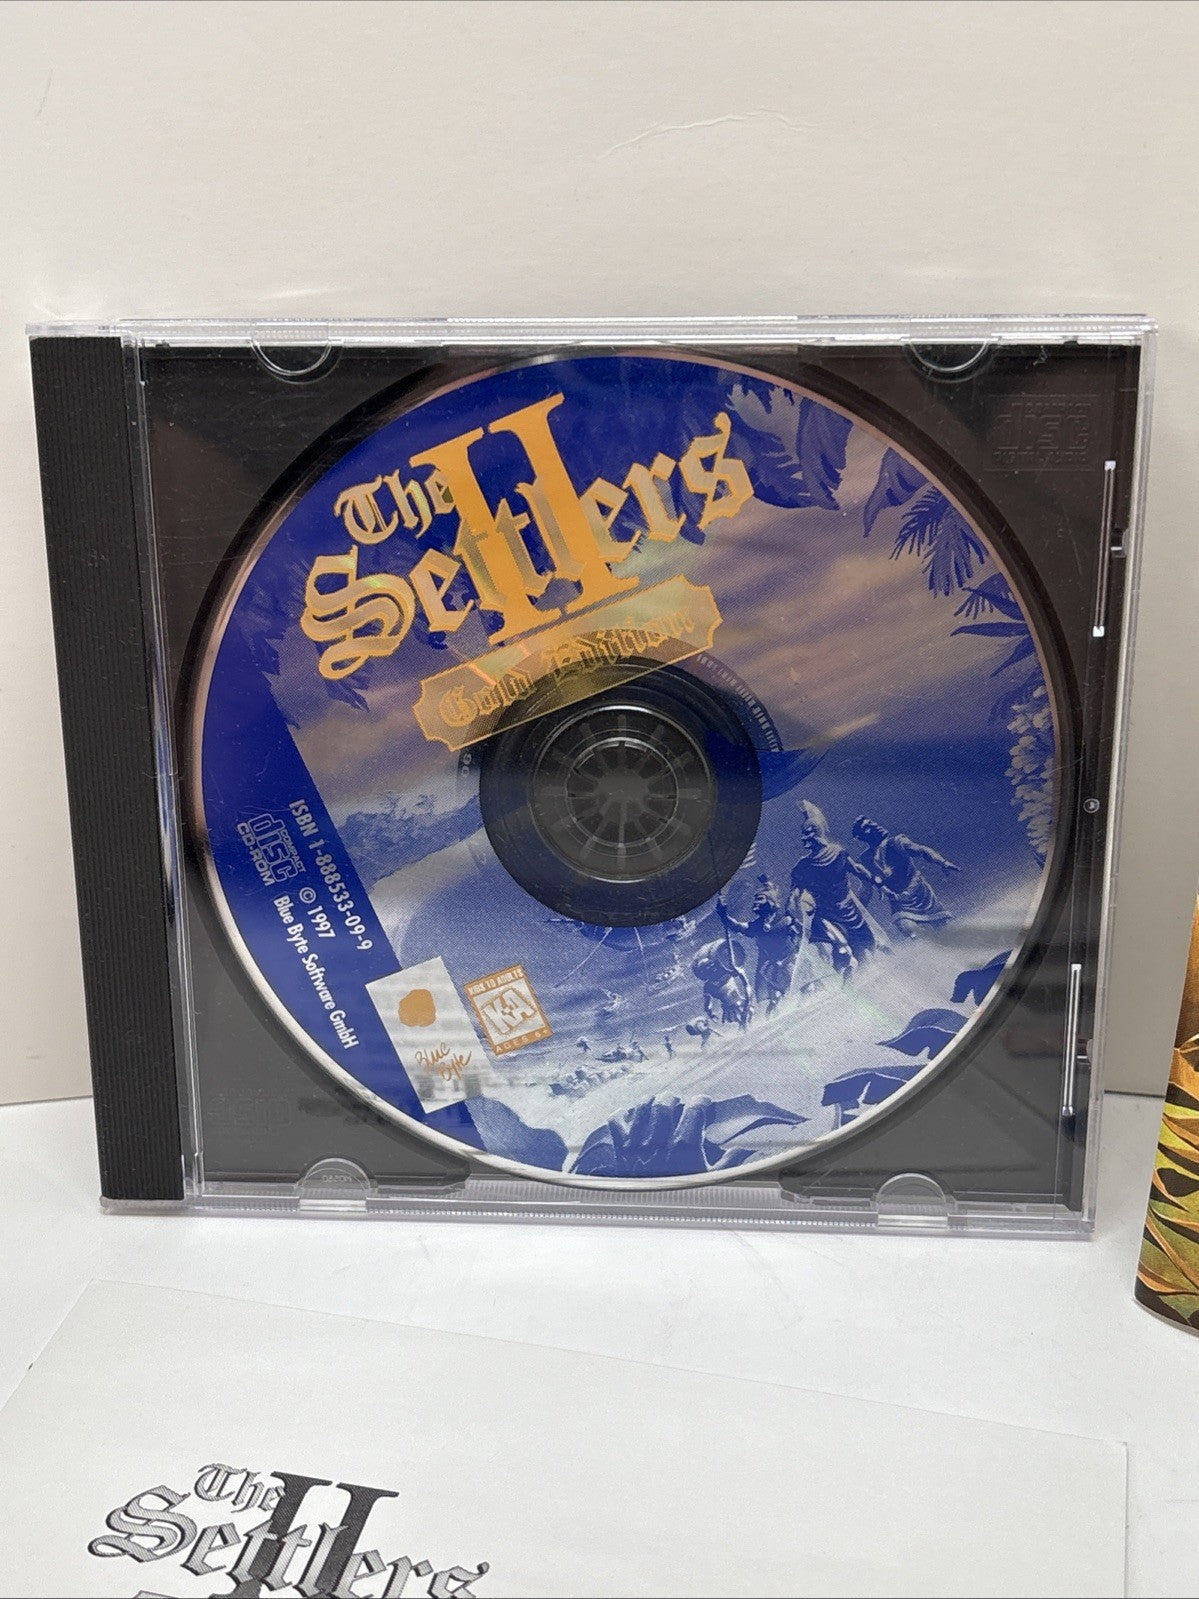 The
II
Settlers
Gold Edition
ISBN 1-888533-09-9
© 1997
Blue Byte Software GmbH
COMPACT
disc
CD-ROM
Blue
Byte
KIDS TO ADULTS
K-A
AGES 6+
The
II
Settlers